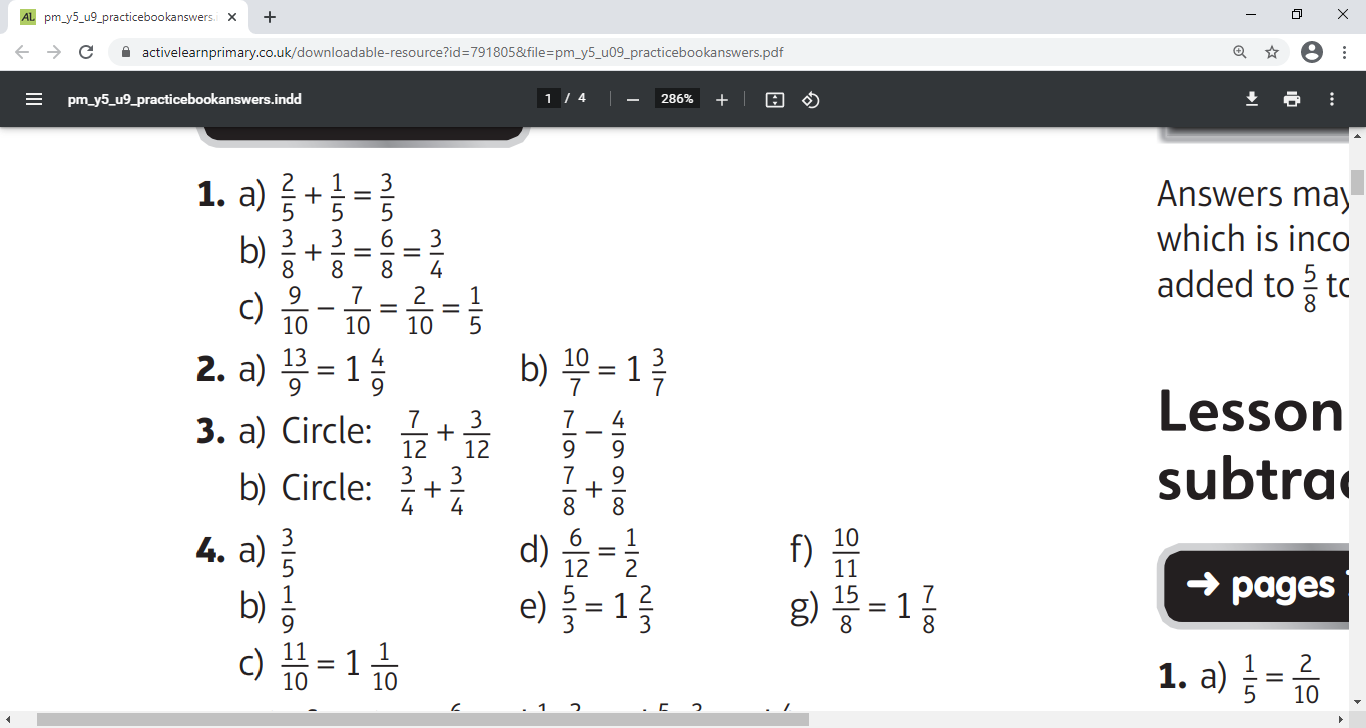 pm_y5_u9_practicebookanswers.i
activelearnprimary.co.uk/downloadable-resource?id=791805&file=pm_y5_u09_practicebookanswers.pdf
pm_y5_u9_practicebookanswers.indd
1 / 4
286%
1. a) 2/5 + 1/5 = 3/5
b) 3/8 + 3/8 = 6/8 = 3/4
c) 9/10 − 7/10 = 2/10 = 1/5
2. a) 13/9 = 1 4/9 b) 10/7 = 1 3/7
3. a) Circle: 7/12 + 3/12 7/9 − 4/9
b) Circle: 3/4 + 3/4 7/8 + 9/8
4. a) 3/5 d) 6/12 = 1/2 f) 10/11
b) 1/9 e) 5/3 = 1 2/3 g) 15/8 = 1 7/8
c) 11/10 = 1 1/10
Answers may
which is inco
added to 5/8 to
Lesson
subtrac
→ pages
1. a) 1/5 = 2/10